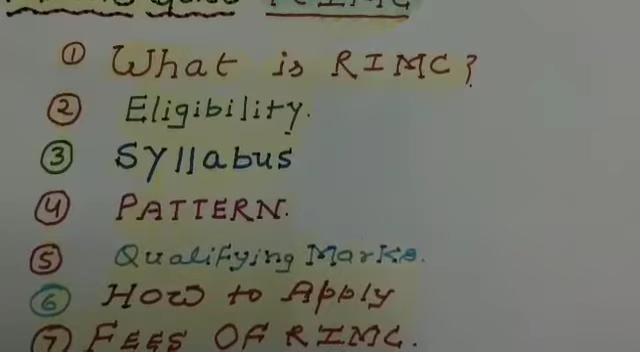 RIMC
① What is RIMC?
② Eligibility.
③ Syllabus
④ PATTERN.
⑤ Qualifying Marks.
⑥ How to Apply
⑦ FEES OF RIMC.